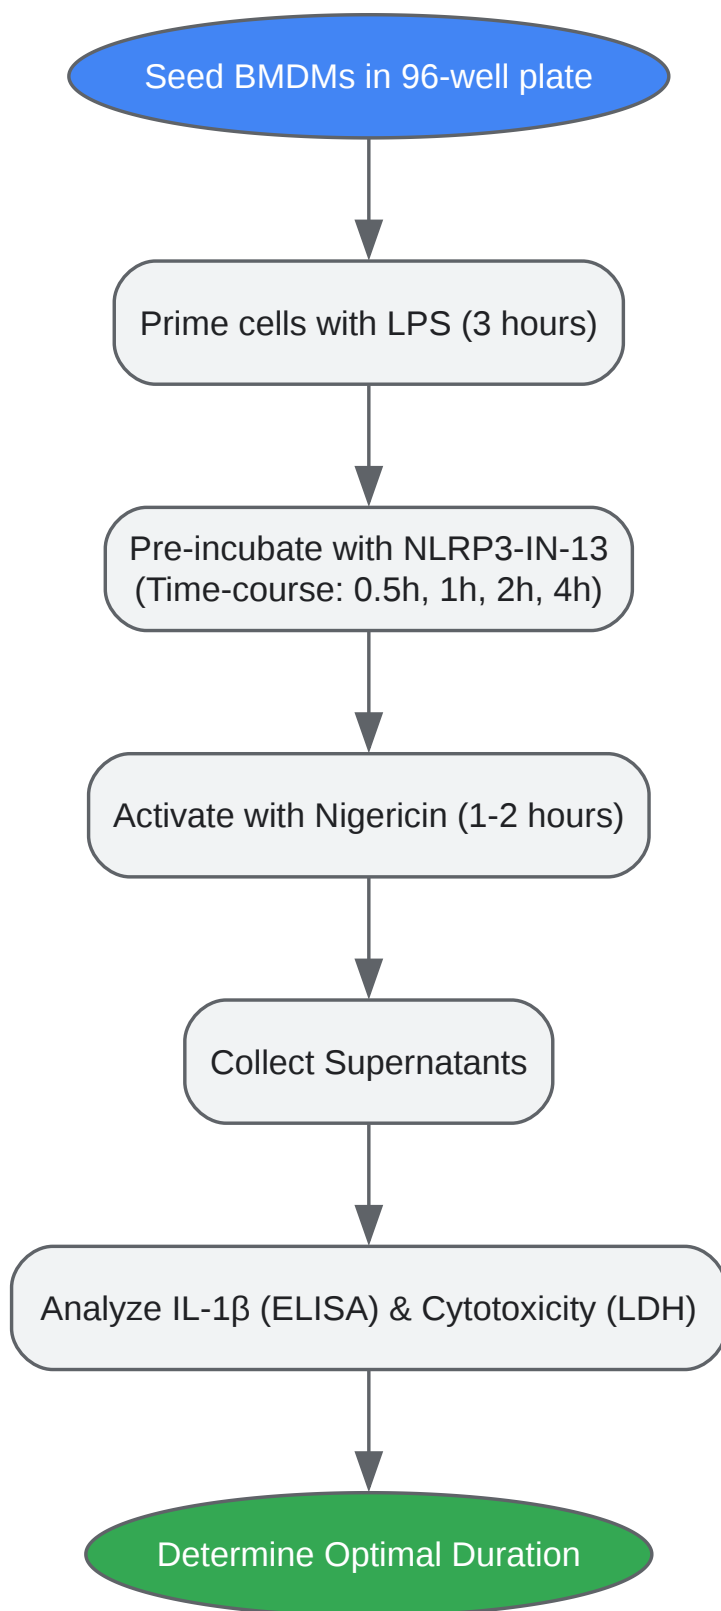 Seed BMDMs in 96-well plate
Prime cells with LPS (3 hours)
Pre-incubate with NLRP3-IN-13
(Time-course: 0.5h, 1h, 2h, 4h)
Activate with Nigericin (1-2 hours)
Collect Supernatants
Analyze IL-1β (ELISA) & Cytotoxicity (LDH)
Determine Optimal Duration